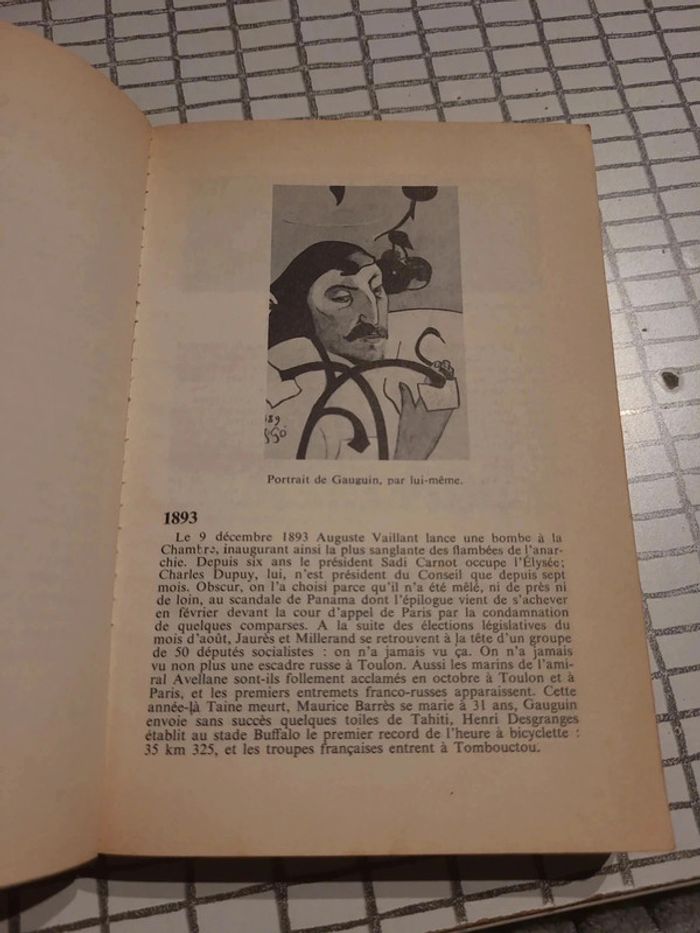 189
PGO
Portrait de Gauguin, par lui-même.
1893
Le 9 décembre 1893 Auguste Vaillant lance une bombe à la
Chambre, inaugurant ainsi la plus sanglante des flambées de l'anar-
chie. Depuis six ans le président Sadi Carnot occupe l'Élysée;
Charles Dupuy, lui, n'est président du Conseil que depuis sept
mois. Obscur, on l'a choisi parce qu'il n'a été mêlé, ni de près ni
de loin, au scandale de Panama dont l'épilogue vient de s'achever
en février devant la cour d'appel de Paris par la condamnation
de quelques comparses. A la suite des élections législatives du
mois d'août, Jaurès et Millerand se retrouvent à la tête d'un groupe
de 50 députés socialistes : on n'a jamais vu ça. On n'a jamais
vu non plus une escadre russe à Toulon. Aussi les marins de l'ami-
ral Avellane sont-ils follement acclamés en octobre à Toulon et à
Paris, et les premiers entremets franco-russes apparaissent. Cette
année-là Taine meurt, Maurice Barrès se marie à 31 ans, Gauguin
envoie sans succès quelques toiles de Tahiti, Henri Desgranges
établit au stade Buffalo le premier record de l'heure à bicyclette :
35 km 325, et les troupes françaises entrent à Tombouctou.